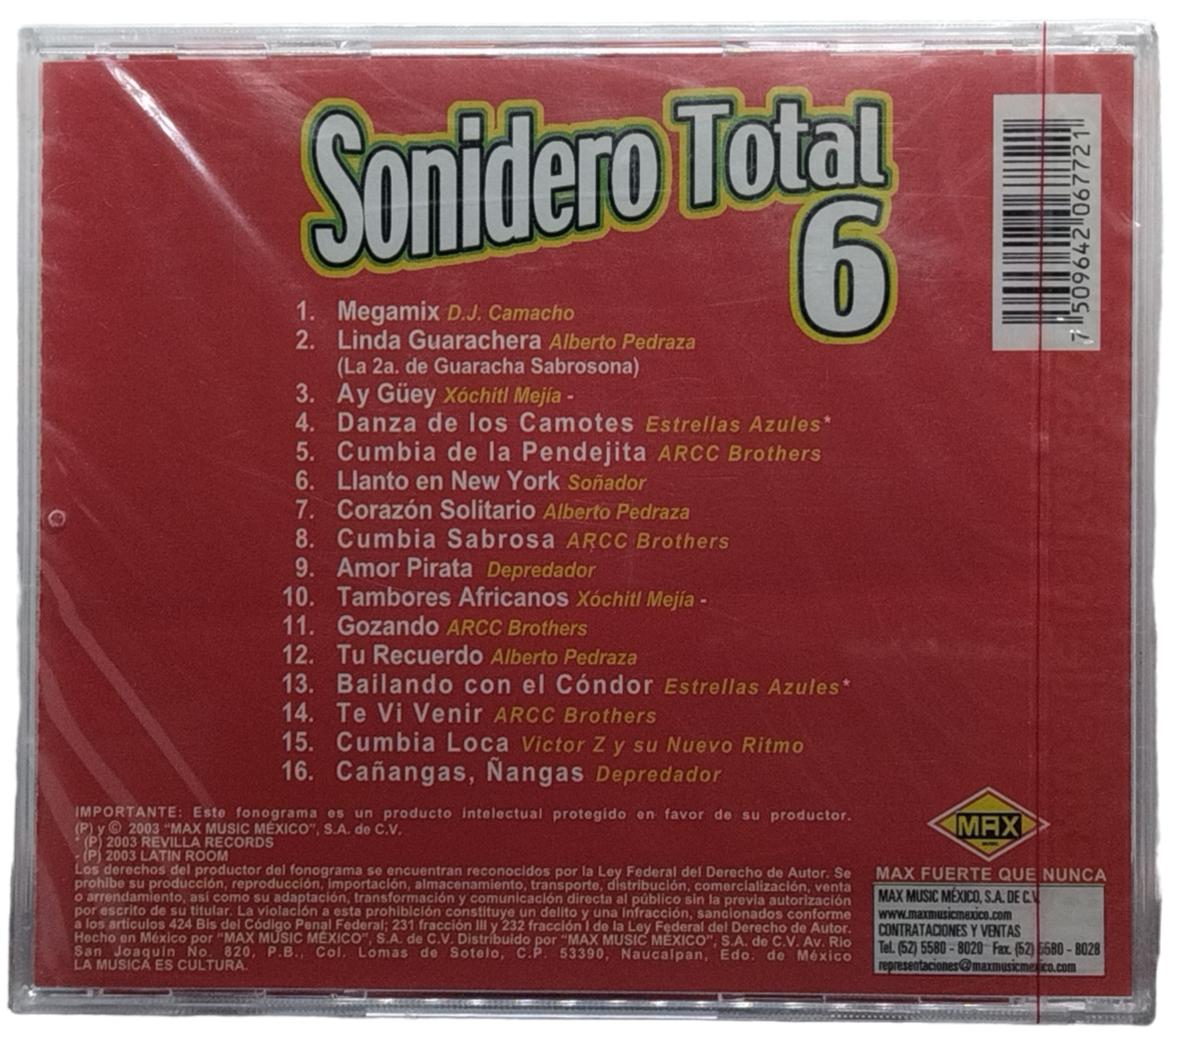 Sonidero Total
6
7 509642 067721
1. Megamix D.J. Camacho
2. Linda Guarachera Alberto Pedraza
(La 2a. de Guaracha Sabrosona)
3. Ay Güey Xóchitl Mejía -
4. Danza de los Camotes Estrellas Azules*
5. Cumbia de la Pendejita ARCC Brothers
6. Llanto en New York Soñador
7. Corazón Solitario Alberto Pedraza
8. Cumbia Sabrosa ARCC Brothers
9. Amor Pirata Depredador
10. Tambores Africanos Xóchitl Mejía -
11. Gozando ARCC Brothers
12. Tu Recuerdo Alberto Pedraza
13. Bailando con el Cóndor Estrellas Azules*
14. Te Vi Venir ARCC Brothers
15. Cumbia Loca Victor Z y su Nuevo Ritmo
16. Cañangas, Ñangas Depredador
IMPORTANTE: Este fonograma es un producto intelectual protegido en favor de su productor.
(P) y © 2003 "MAX MUSIC MÉXICO", S.A. de C.V.
* (P) 2003 REVILLA RECORDS
- (P) 2003 LATIN ROOM
Los derechos del productor del fonograma se encuentran reconocidos por la Ley Federal del Derecho de Autor. Se
prohibe su producción, reproducción, importación, almacenamiento, transporte, distribución, comercialización, venta
o arrendamiento, así como su adaptación, transformación y comunicación directa al público sin la previa autorización
por escrito de su titular. La violación a esta prohibición constituye un delito y una infracción, sancionados conforme
a los artículos 424 Bis del Código Penal Federal; 231 fracción III y 232 fracción I de la Ley Federal del Derecho de Autor.
Hecho en México por "MAX MUSIC MÉXICO", S.A. de C.V. Distribuido por "MAX MUSIC MÉXICO", S.A. de C.V. Av. Rio
San Joaquín No. 820, P.B., Col. Lomas de Sotelo, C.P. 53390, Naucalpan, Edo. de México
LA MUSICA ES CULTURA.
MAX
MUSIC
MAX FUERTE QUE NUNCA
MAX MUSIC MÉXICO, S.A. DE C.V.
www.maxmusicmexico.com
CONTRATACIONES Y VENTAS
Tel. (52) 5580 - 8020 Fax. (52) 5580 - 8028
representaciones@maxmusicmexico.com